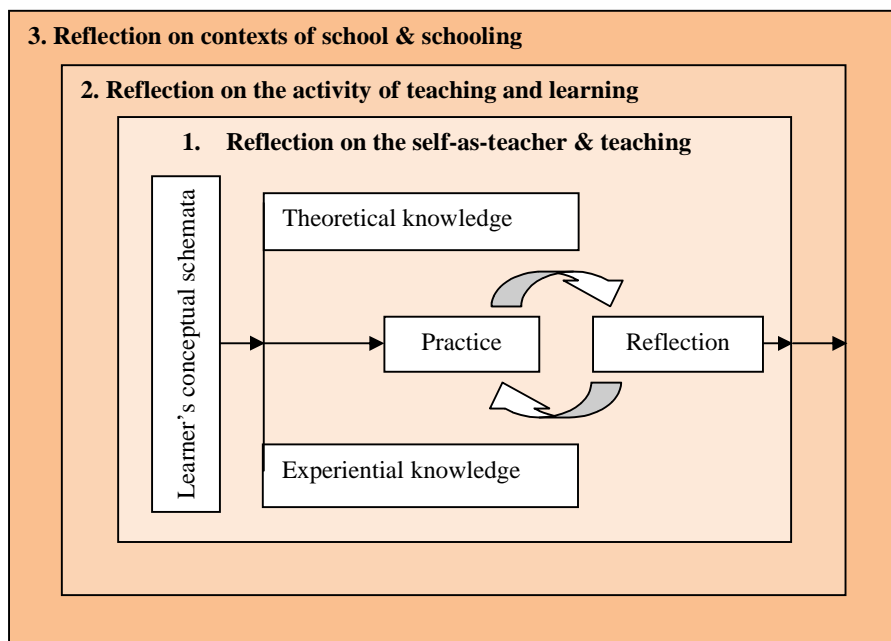 3. Reflection on contexts of school & schooling
2. Reflection on the activity of teaching and learning
1. Reflection on the self-as-teacher & teaching
Learner’s conceptual schemata
Theoretical knowledge
Practice
Reflection
Experiential knowledge